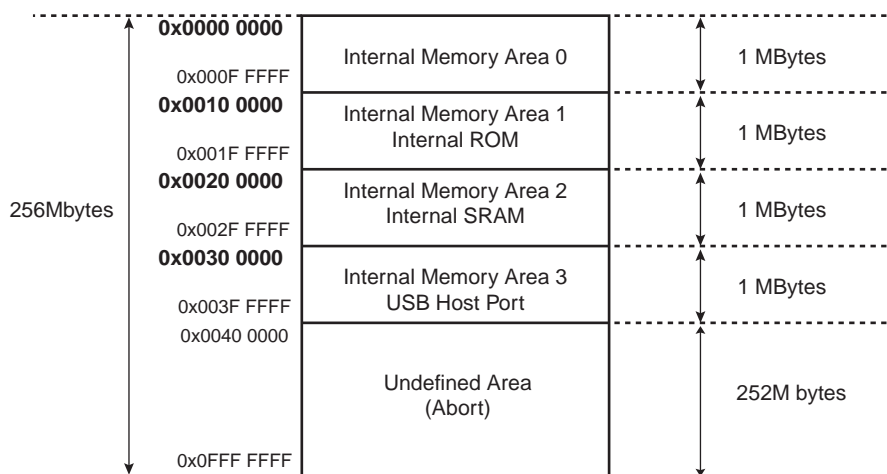 0x0000 0000
Internal Memory Area 0
1 MBytes
0x000F FFFF
0x0010 0000
Internal Memory Area 1
Internal ROM
1 MBytes
0x001F FFFF
0x0020 0000
256Mbytes
Internal Memory Area 2
Internal SRAM
1 MBytes
0x002F FFFF
0x0030 0000
Internal Memory Area 3
USB Host Port
1 MBytes
0x003F FFFF
0x0040 0000
Undefined Area
(Abort)
252M bytes
0x0FFF FFFF